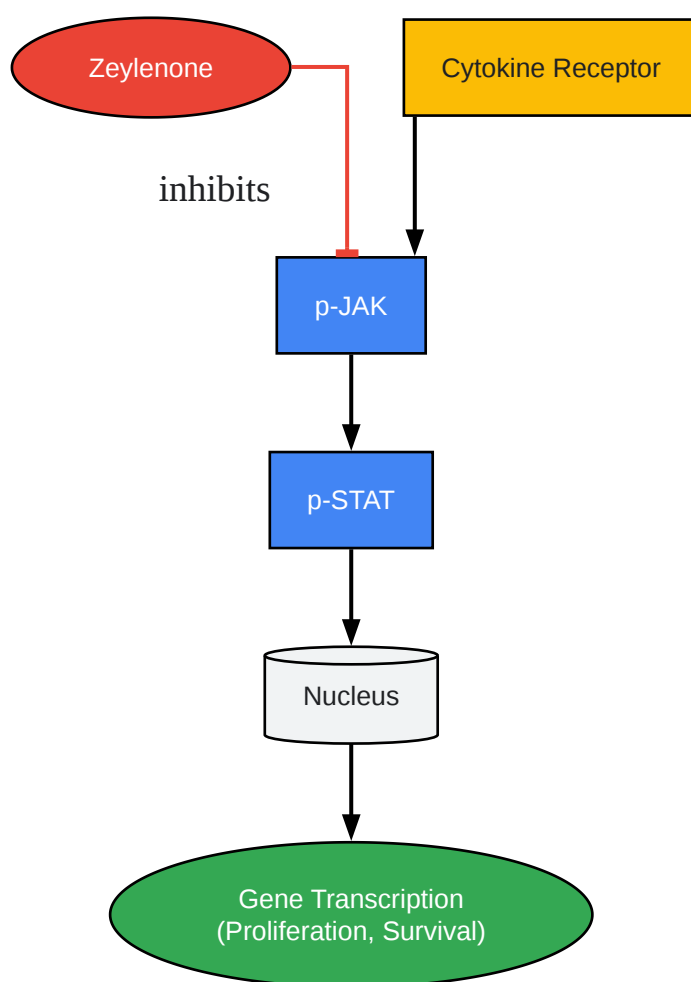 Zeylenone
Cytokine Receptor
inhibits
p-JAK
p-STAT
Nucleus
Gene Transcription
(Proliferation, Survival)